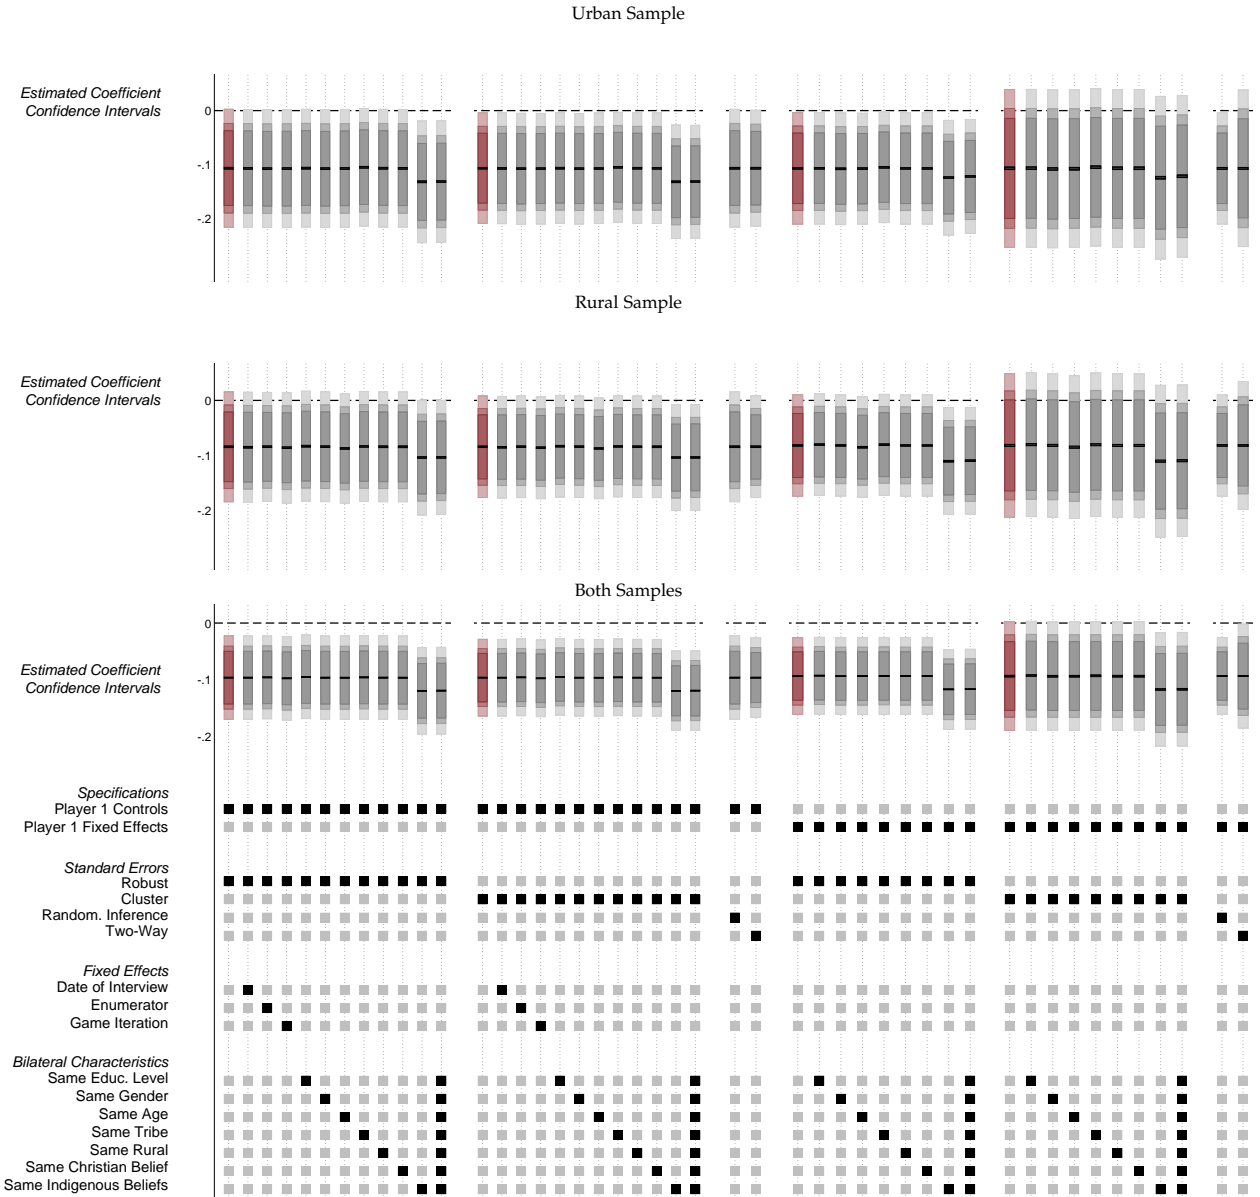 Urban Sample
Estimated Coefficient
Confidence Intervals
0
-.1
-.2
Rural Sample
Estimated Coefficient
Confidence Intervals
0
-.1
-.2
Both Samples
0
Estimated Coefficient
Confidence Intervals
-.1
-.2
Specifications
Player 1 Controls
Player 1 Fixed Effects
Standard Errors
Robust
Cluster
Random. Inference
Two-Way
Fixed Effects
Date of Interview
Enumerator
Game Iteration
Bilateral Characteristics
Same Educ. Level
Same Gender
Same Age
Same Tribe
Same Rural
Same Christian Belief
Same Indigenous Beliefs